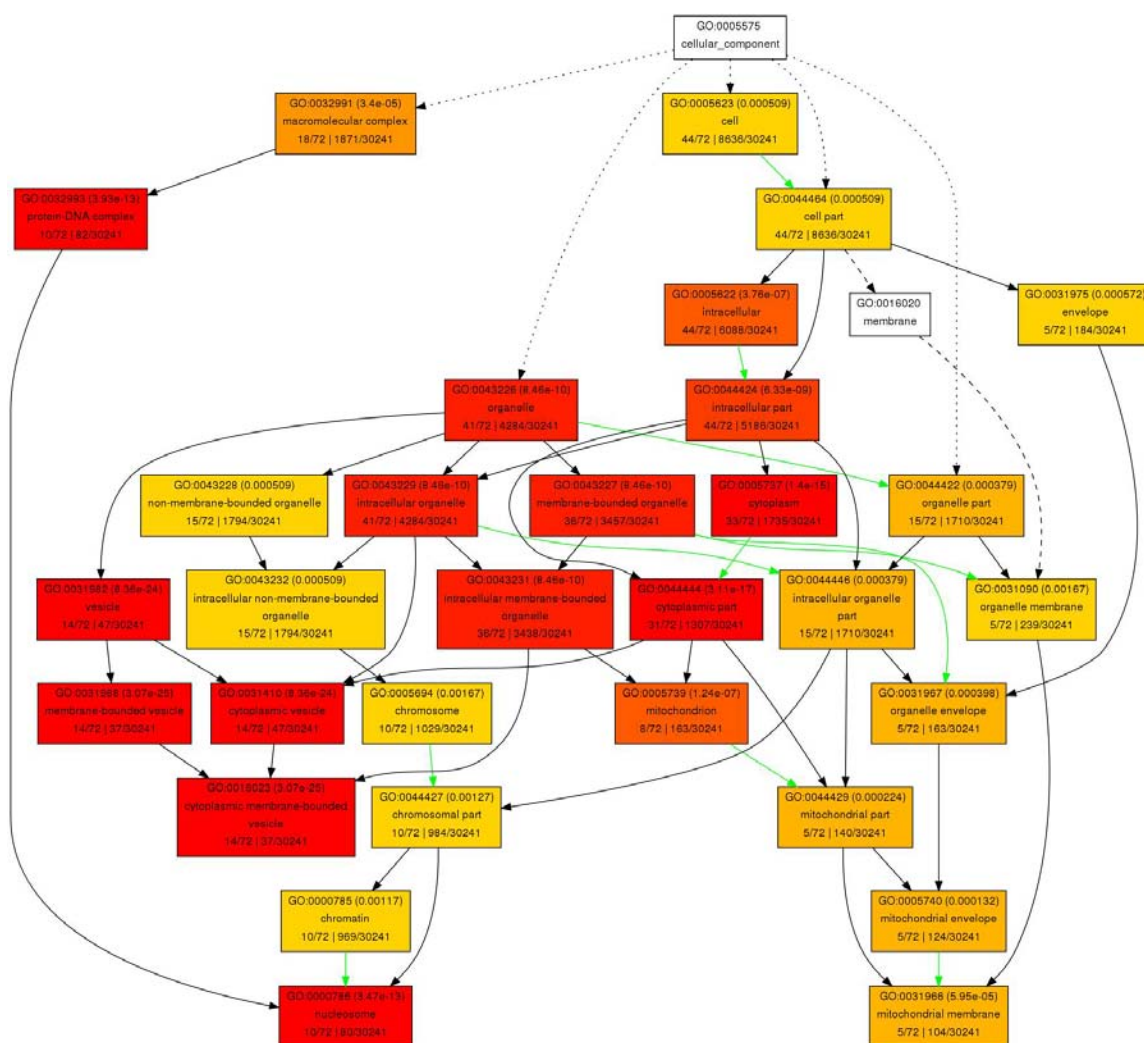 GO:0005575
cellular_component
GO:0032991 (3.4e-05)
macromolecular complex
18/72 | 1871/30241
GO:0005623 (0.000509)
cell
44/72 | 8636/30241
GO:0032993 (3.93e-13)
protein-DNA complex
10/72 | 82/30241
GO:0044464 (0.000509)
cell part
44/72 | 8636/30241
GO:0005622 (3.76e-07)
intracellular
44/72 | 6088/30241
GO:0016020
membrane
GO:0031975 (0.000572)
envelope
5/72 | 184/30241
GO:0043226 (8.46e-10)
organelle
41/72 | 4284/30241
GO:0044424 (6.33e-09)
intracellular part
44/72 | 5186/30241
GO:0043228 (0.000509)
non-membrane-bounded organelle
15/72 | 1794/30241
GO:0043229 (8.46e-10)
intracellular organelle
41/72 | 4284/30241
GO:0043227 (8.46e-10)
membrane-bounded organelle
36/72 | 3457/30241
GO:0005737 (1.4e-15)
cytoplasm
33/72 | 1735/30241
GO:0044422 (0.000379)
organelle part
15/72 | 1710/30241
GO:0031982 (8.36e-24)
vesicle
14/72 | 47/30241
GO:0043232 (0.000509)
intracellular non-membrane-bounded
organelle
15/72 | 1794/30241
GO:0043231 (8.46e-10)
intracellular membrane-bounded
organelle
36/72 | 3438/30241
GO:0044444 (3.11e-17)
cytoplasmic part
31/72 | 1307/30241
GO:0044446 (0.000379)
intracellular organelle
part
15/72 | 1710/30241
GO:0031090 (0.00167)
organelle membrane
5/72 | 239/30241
GO:0031988 (3.07e-25)
membrane-bounded vesicle
14/72 | 37/30241
GO:0031410 (8.36e-24)
cytoplasmic vesicle
14/72 | 47/30241
GO:0005694 (0.00167)
chromosome
10/72 | 1029/30241
GO:0005739 (1.24e-07)
mitochondrion
8/72 | 163/30241
GO:0031967 (0.000398)
organelle envelope
5/72 | 163/30241
GO:0016023 (3.07e-25)
cytoplasmic membrane-bounded
vesicle
14/72 | 37/30241
GO:0044427 (0.00127)
chromosomal part
10/72 | 984/30241
GO:0044429 (0.000224)
mitochondrial part
5/72 | 140/30241
GO:0000785 (0.00117)
chromatin
10/72 | 969/30241
GO:0005740 (0.000132)
mitochondrial envelope
5/72 | 124/30241
GO:0000786 (3.47e-13)
nucleosome
10/72 | 80/30241
GO:0031966 (5.95e-05)
mitochondrial membrane
5/72 | 104/30241